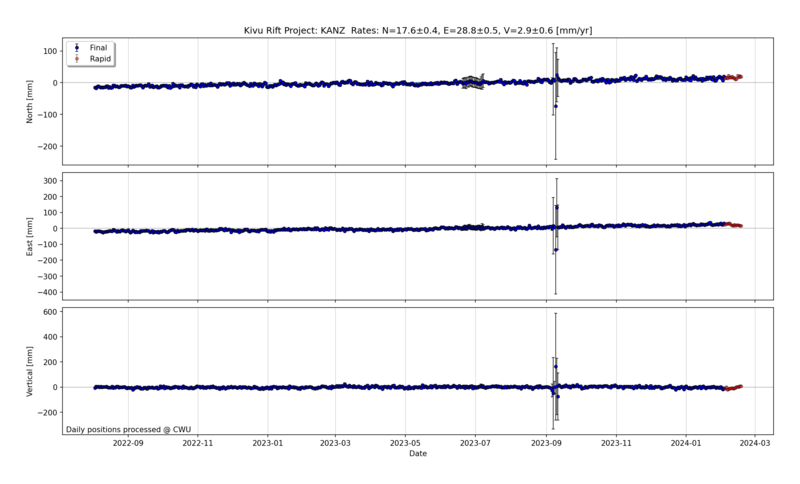 Kivu Rift Project: KANZ  Rates: N=17.6±0.4, E=28.8±0.5, V=2.9±0.6 [mm/yr]
Final
Rapid
North [mm]
100
0
−100
−200
East [mm]
300
200
100
0
−100
−200
−300
−400
Vertical [mm]
600
400
200
0
−200
Daily positions processed @ CWU
2022-09 2022-11 2023-01 2023-03 2023-05 2023-07 2023-09 2023-11 2024-01 2024-03
Date